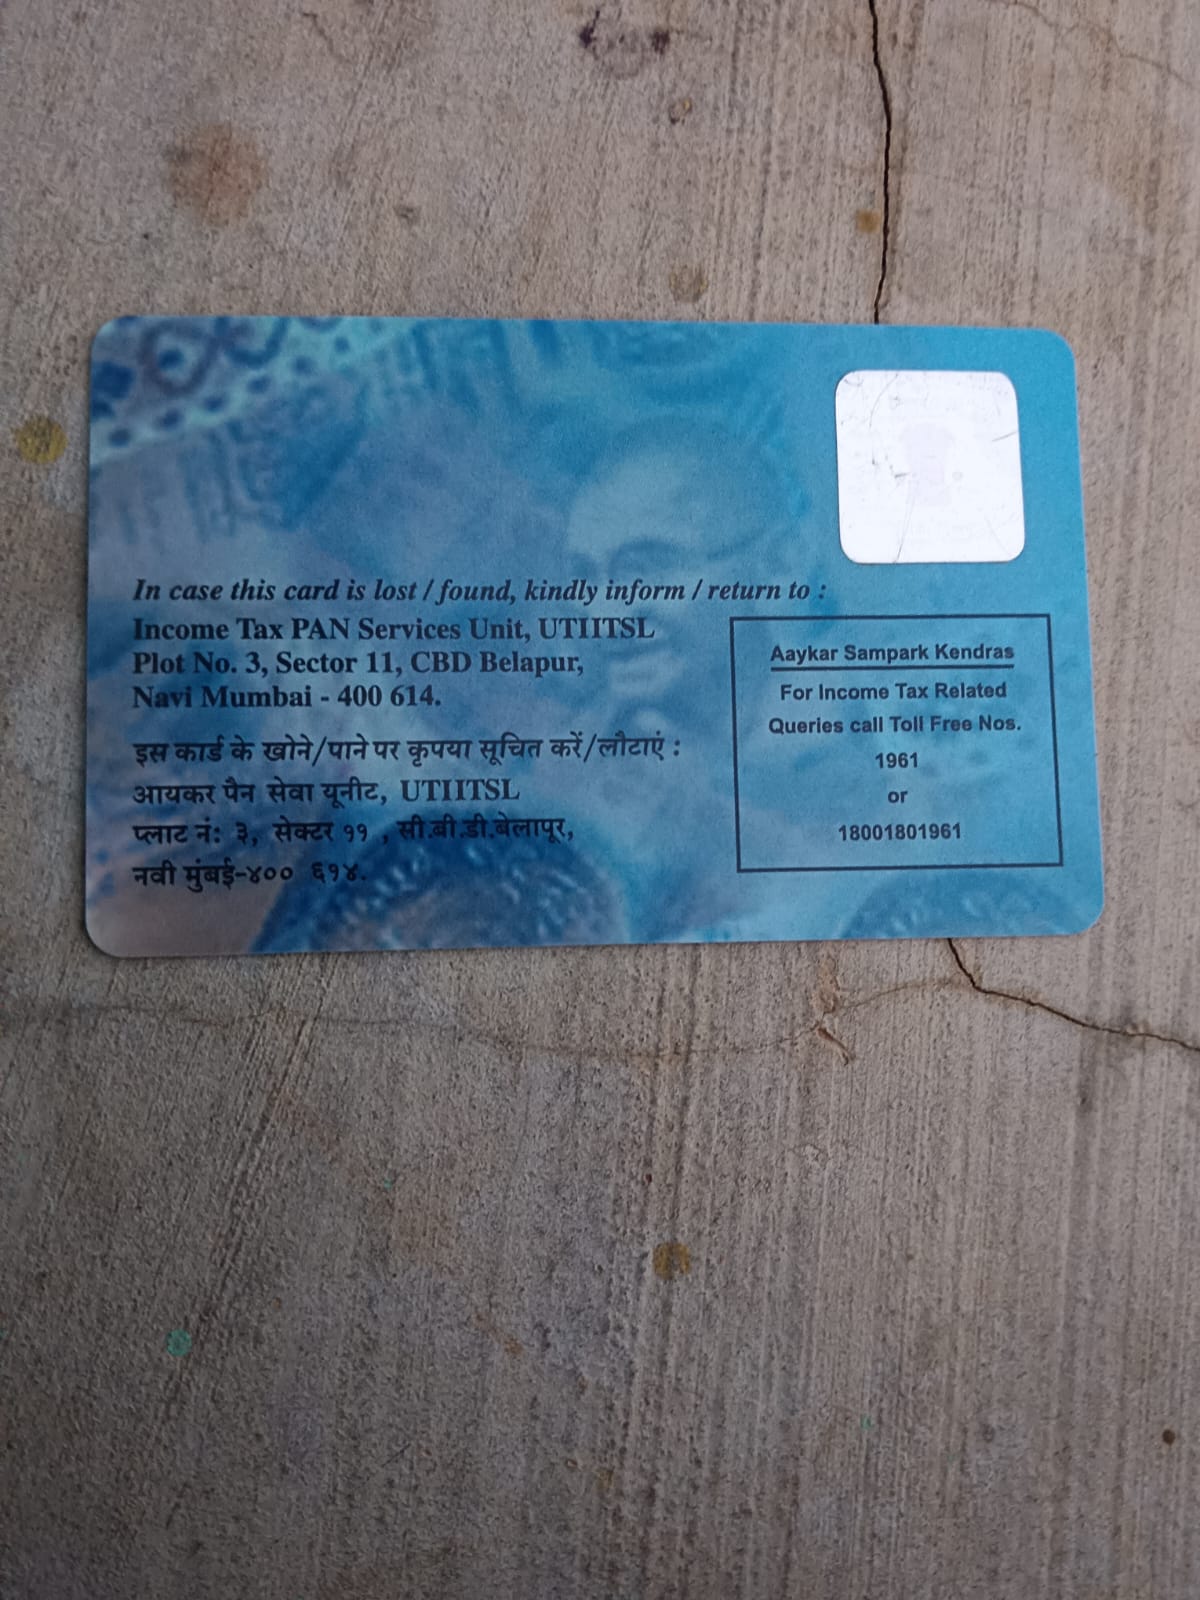 In case this card is lost / found, kindly inform / return to :
Income Tax PAN Services Unit, UTIITSL
Plot No. 3, Sector 11, CBD Belapur,
Navi Mumbai - 400 614.
इस कार्ड के खोने/पाने पर कृपया सूचित करें/लौटाएं :
आयकर पैन सेवा यूनीट, UTIITSL
प्लाट नं: ३, सेक्टर ११ , सी.बी.डी.बेलापूर,
नवी मुंबई-४०० ६१४.
Aaykar Sampark Kendras
For Income Tax Related
Queries call Toll Free Nos.
1961
or
18001801961